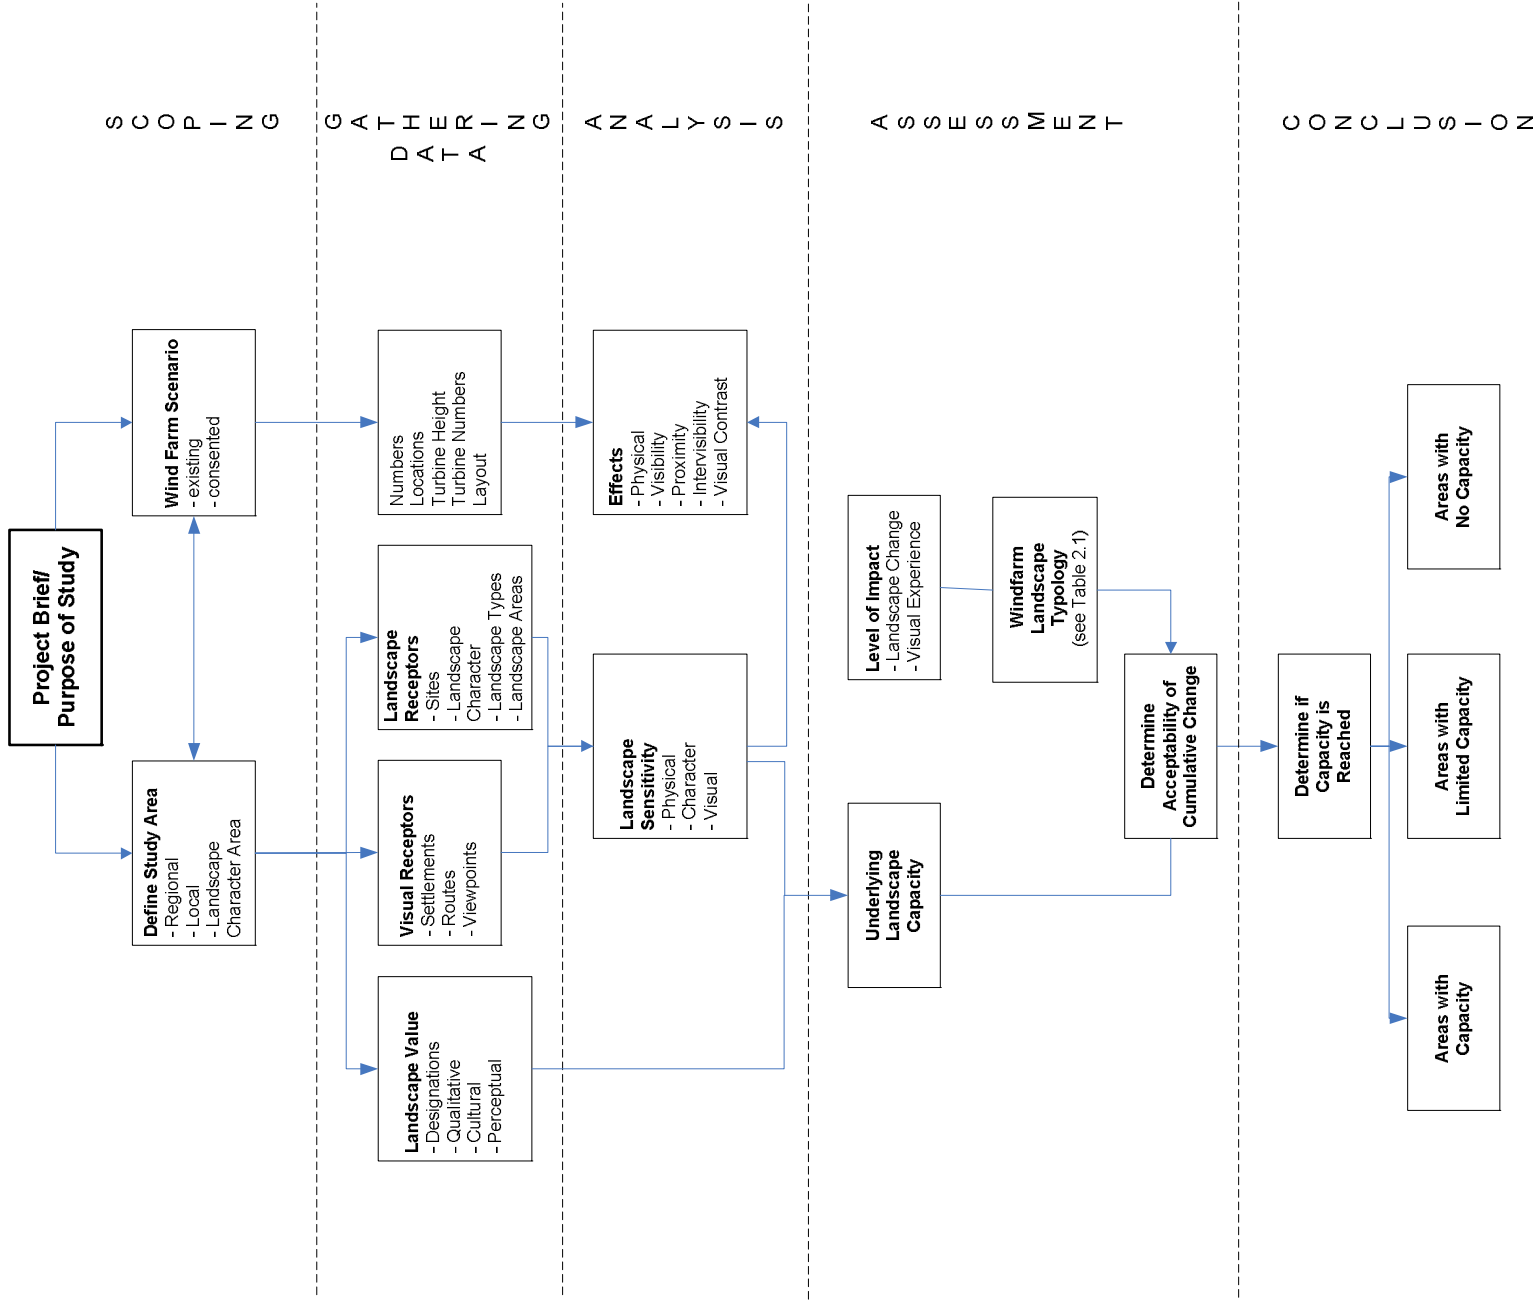 Project Brief/
Purpose of Study
SCOPING
Define Study Area
- Regional
- Local
- Landscape
Character Area
Wind Farm Scenario
- existing
- consented
DATA
GATHERING
Landscape Value
- Designations
- Qualitative
- Cultural
- Perceptual
Visual Receptors
- Settlements
- Routes
- Viewpoints
Landscape
Receptors
- Sites
- Landscape
Character
- Landscape Types
- Landscape Areas
Numbers
Locations
Turbine Height
Turbine Numbers
Layout
ANALYSIS
Landscape
Sensitivity
- Physical
- Character
- Visual
Effects
- Physical
- Visibility
- Proximity
- Intervisibility
- Visual Contrast
ASSESSMENT
Underlying
Landscape
Capacity
Level of Impact
- Landscape Change
- Visual Experience
Windfarm
Landscape
Typology
(see Table 2.1)
Determine
Acceptability of
Cumulative Change
CONCLUSION
Determine if
Capacity is
Reached
Areas with
Capacity
Areas with
Limited Capacity
Areas with
No Capacity